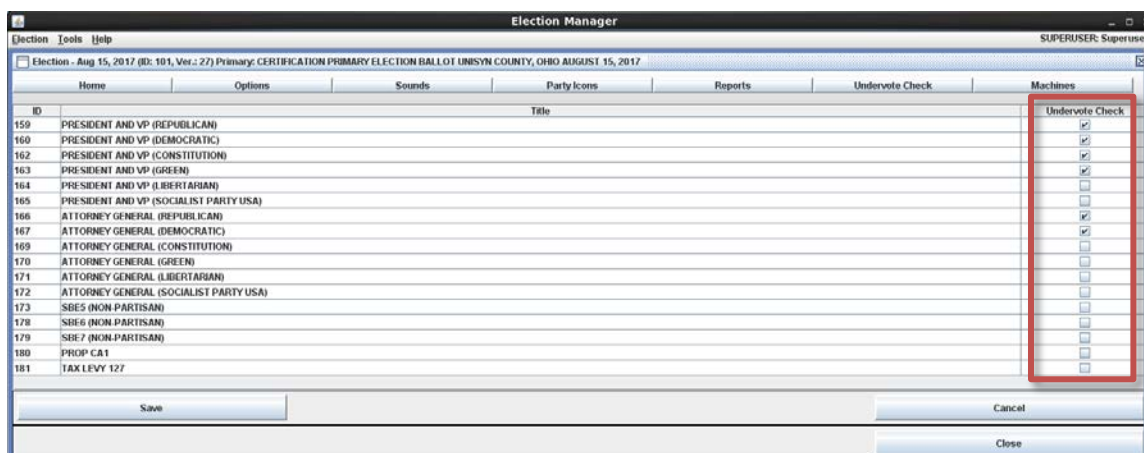 Election Manager
Election Tools Help SUPERUSER: Superuse
Election - Aug 15, 2017 (ID: 101, Ver.: 27) Primary: CERTIFICATION PRIMARY ELECTION BALLOT UNISYN COUNTY, OHIO AUGUST 15, 2017
Home Options Sounds Party Icons Reports Undervote Check Machines
ID Title Undervote Check
159 PRESIDENT AND VP (REPUBLICAN)
160 PRESIDENT AND VP (DEMOCRATIC)
162 PRESIDENT AND VP (CONSTITUTION)
163 PRESIDENT AND VP (GREEN)
164 PRESIDENT AND VP (LIBERTARIAN)
165 PRESIDENT AND VP (SOCIALIST PARTY USA)
166 ATTORNEY GENERAL (REPUBLICAN)
167 ATTORNEY GENERAL (DEMOCRATIC)
169 ATTORNEY GENERAL (CONSTITUTION)
170 ATTORNEY GENERAL (GREEN)
171 ATTORNEY GENERAL (LIBERTARIAN)
172 ATTORNEY GENERAL (SOCIALIST PARTY USA)
173 SBE5 (NON-PARTISAN)
178 SBE6 (NON-PARTISAN)
179 SBE7 (NON-PARTISAN)
180 PROP CA1
181 TAX LEVY 127
Save Cancel
Close